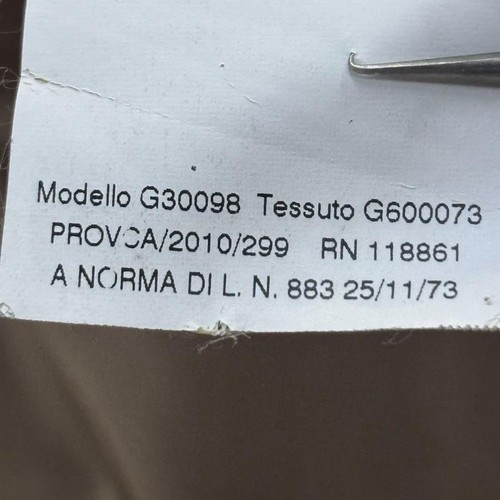 Modello G30098 Tessuto G600073
PROVCA/2010/299 RN 118861
A NORMA DI L. N. 883 25/11/73